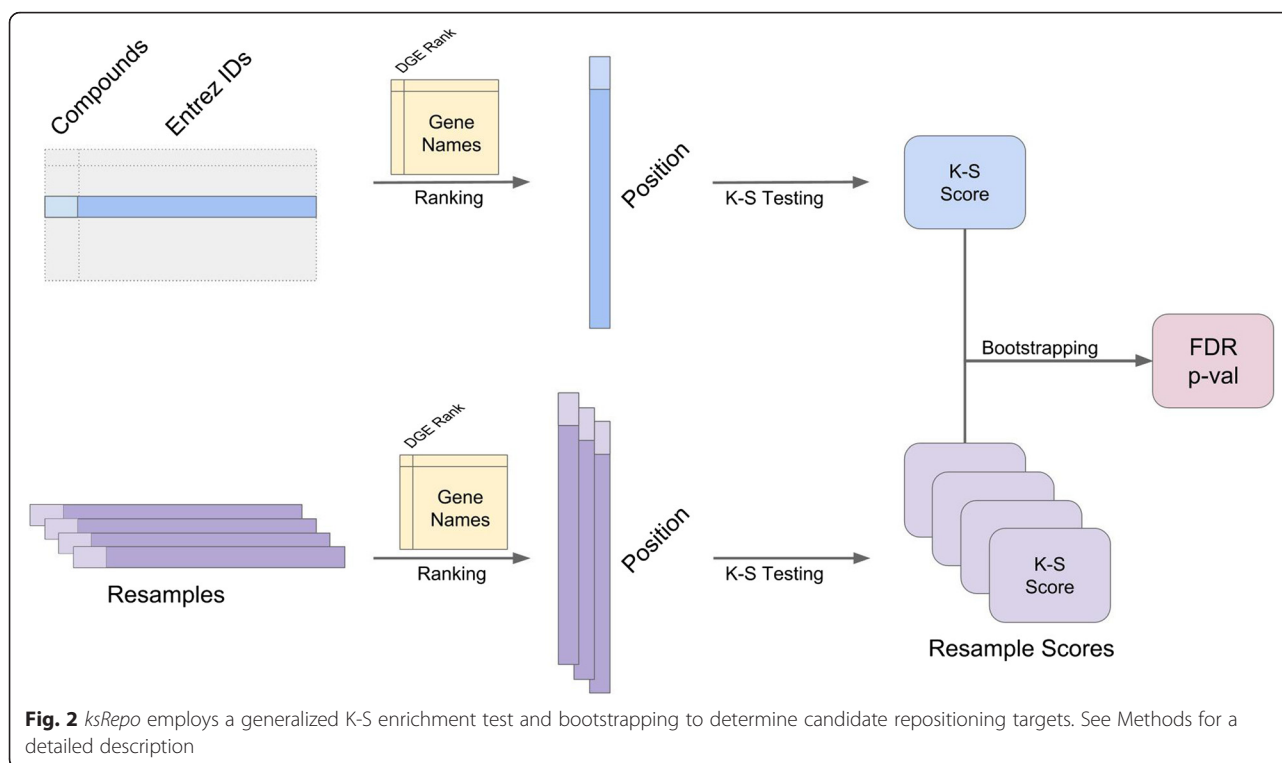 Compounds
Entrez IDs
DGE Rank
Gene
Names
Ranking
Position
K-S Testing
K-S
Score
Bootstrapping
FDR
p-val
Resamples
DGE Rank
Gene
Names
Ranking
Position
K-S Testing
K-S
Score
Resample Scores
Fig. 2 ksRepo employs a generalized K-S enrichment test and bootstrapping to determine candidate repositioning targets. See Methods for a
detailed description